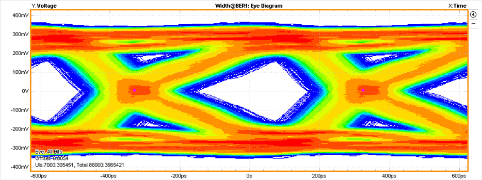 Y: Voltage
Width@BER1: Eye Diagram
X:Time
400mV
300mV
200mV
100mV
0V
-100mV
-200mV
-300mV
-400mV
-600ps
-400ps
-200ps
0s
200ps
400ps
600ps